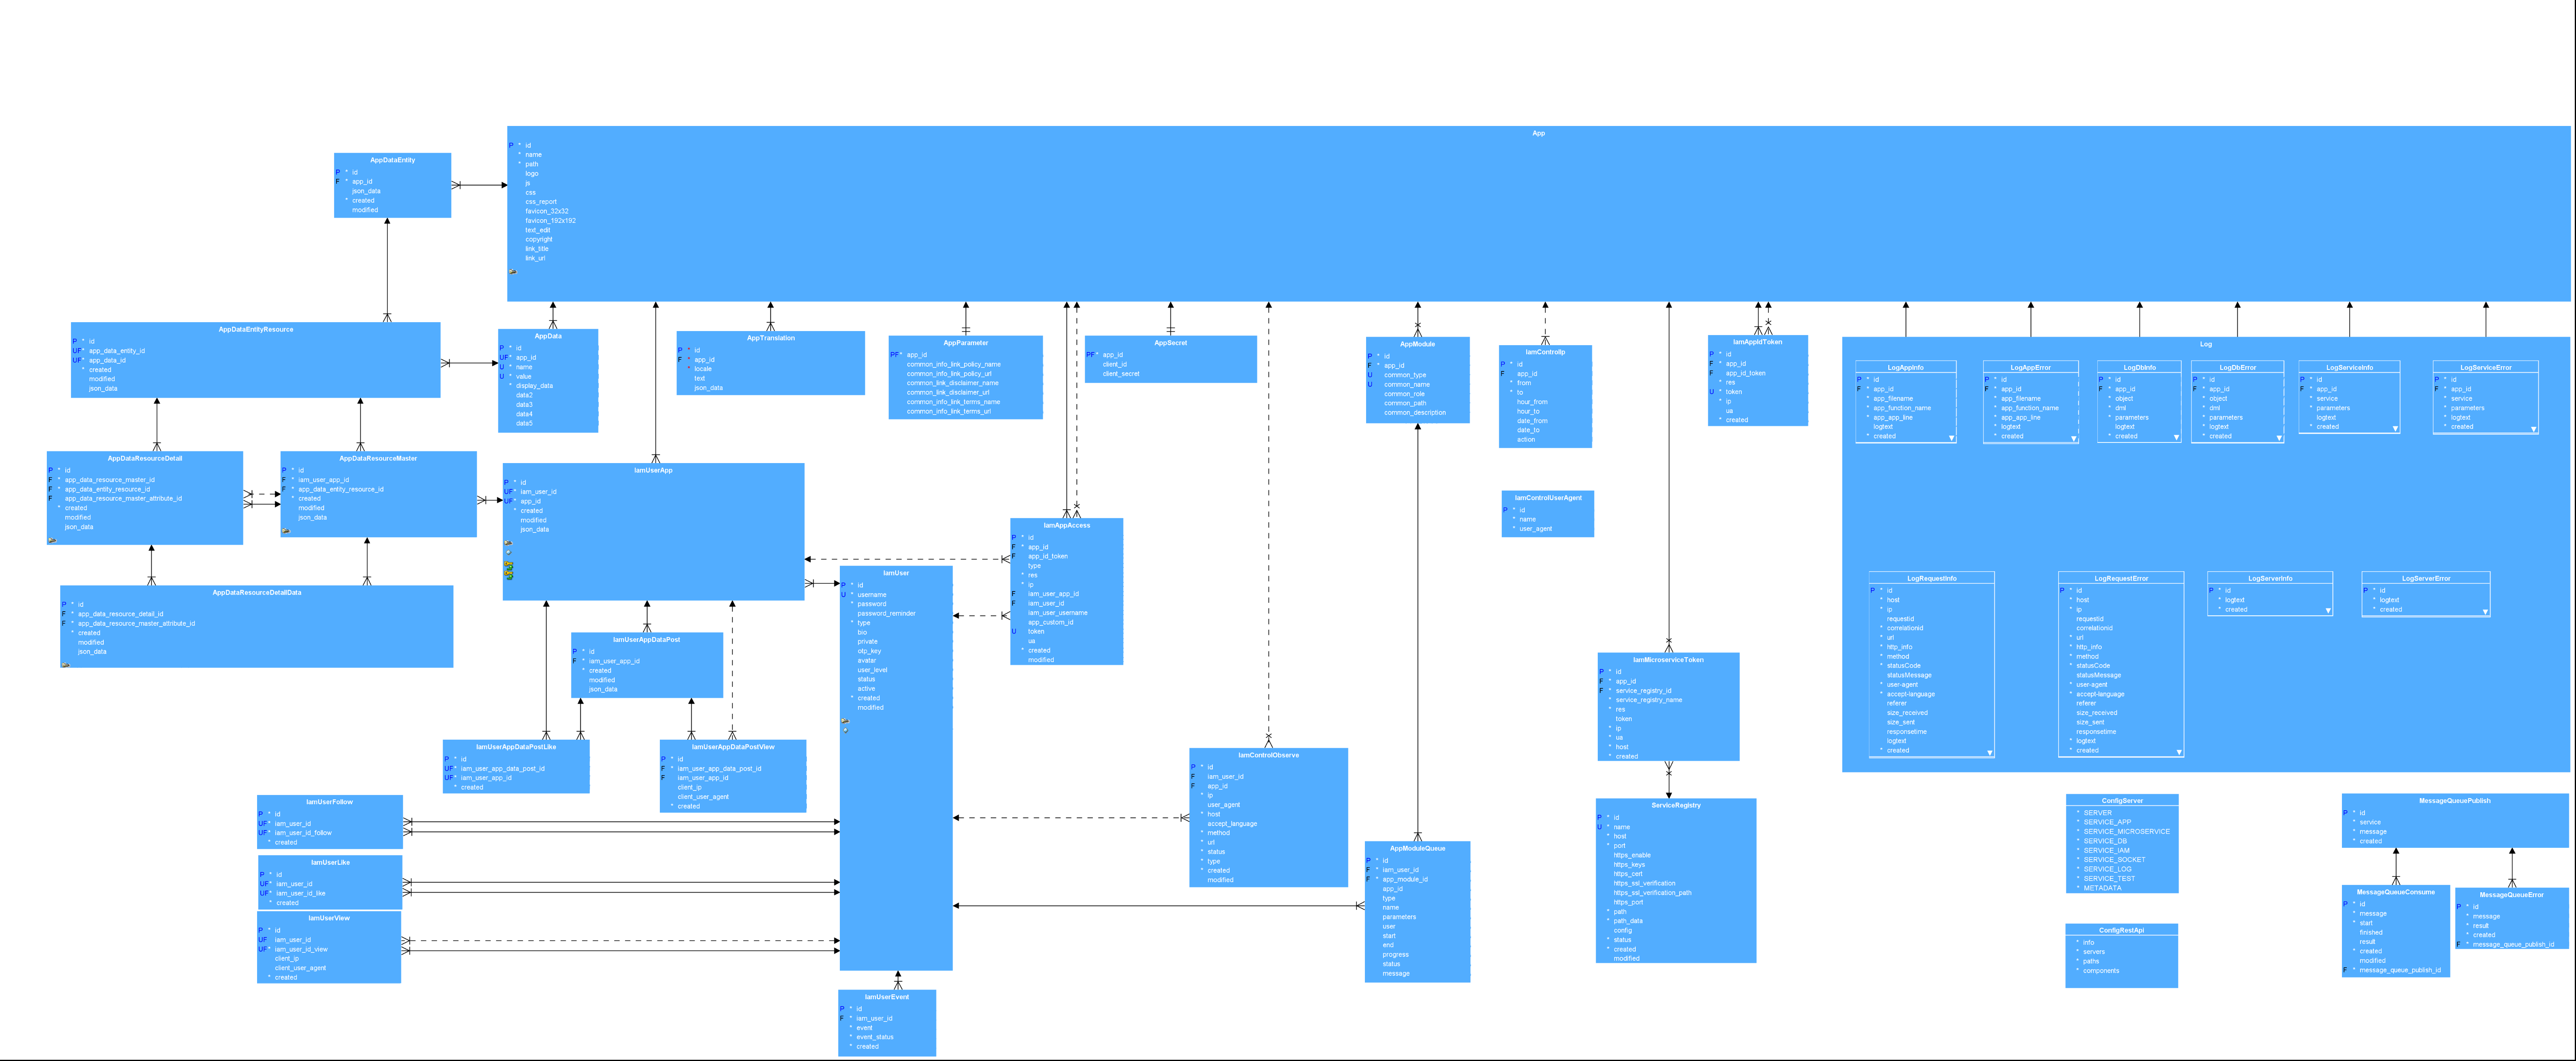 App
P * id
* name
* path
logo
js
css
css_report
favicon_32x32
favicon_192x192
text_edit
copyright
link_title
link_url
AppDataEntity
P * id
F * app_id
json_data
* created
modified
AppDataEntityResource
P * id
UF* app_data_entity_id
UF* app_data_id
* created
modified
json_data
AppData
P * id
UF* app_id
U * name
U * value
* display_data
data2
data3
data4
data5
AppTranslation
P * id
F * app_id
* locale
text
json_data
AppParameter
PF* app_id
common_info_link_policy_name
common_info_link_policy_url
common_link_disclaimer_name
common_link_disclaimer_url
common_info_link_terms_name
common_info_link_terms_url
AppSecret
PF* app_id
client_id
client_secret
AppModule
P * id
F * app_id
U common_type
U common_name
common_role
common_path
common_description
IamControlIp
P * id
F app_id
* from
* to
hour_from
hour_to
date_from
date_to
action
IamAppIdToken
P * id
F * app_id
F app_id_token
* res
U * token
* ip
ua
* created
Log
LogAppInfo
P * id
F * app_id
* app_filename
* app_function_name
* app_app_line
logtext
* created
LogAppError
P * id
F * app_id
* app_filename
* app_function_name
* app_app_line
logtext
* created
LogDbInfo
P * id
F * app_id
* object
* dml
* parameters
logtext
* created
LogDbError
P * id
F * app_id
* object
* dml
* parameters
logtext
* created
LogServiceInfo
P * id
F * app_id
* service
* parameters
logtext
* created
LogServiceError
P * id
F * app_id
* service
* parameters
* logtext
* created
AppDataResourceDetail
P * id
F * app_data_resource_master_id
F * app_data_entity_resource_id
F app_data_resource_master_attribute_id
* created
modified
json_data
AppDataResourceMaster
P * id
F * iam_user_app_id
F * app_data_entity_resource_id
* created
modified
json_data
IamUserApp
P * id
UF* iam_user_id
UF* app_id
* created
modified
json_data
IamAppAccess
P * id
F * app_id
F app_id_token
type
* res
* ip
F iam_user_app_id
F iam_user_id
iam_user_username
app_custom_id
U token
ua
* created
modified
IamControlUserAgent
P * id
* name
* user_agent
AppDataResourceDetailData
P * id
F * app_data_resource_detail_id
F * app_data_resource_master_attribute_id
* created
modified
json_data
IamUser
P * id
U * username
* password
password_reminder
* type
bio
private
otp_key
avatar
user_level
status
active
* created
modified
LogRequestInfo
P * id
* host
* ip
requestid
* correlationid
* url
* http_info
* method
* statusCode
statusMessage
* user-agent
* accept-language
referer
size_received
size_sent
responsetime
logtext
* created
LogRequestError
P * id
* host
* ip
requestid
correlationid
* url
* http_info
* method
* statusCode
statusMessage
* user-agent
* accept-language
referer
size_received
size_sent
responsetime
* logtext
* created
LogServerInfo
P * id
* logtext
* created
LogServerError
P * id
* logtext
* created
IamUserAppDataPost
P * id
F * iam_user_app_id
* created
modified
json_data
IamMicroserviceToken
P * id
F * app_id
F * service_registry_id
* service_registry_name
* res
token
* ip
* ua
* host
* created
IamUserAppDataPostLike
P * id
UF* iam_user_app_data_post_id
UF* iam_user_app_id
* created
IamUserAppDataPostView
P * id
F * iam_user_app_data_post_id
F iam_user_app_id
client_ip
client_user_agent
* created
IamControlObserve
P * id
F iam_user_id
F app_id
* ip
user_agent
* host
accept_language
* method
* url
* status
* type
* created
modified
IamUserFollow
P * id
UF* iam_user_id
UF* iam_user_id_follow
* created
IamUserLike
P * id
UF* iam_user_id
UF* iam_user_id_like
* created
IamUserView
P * id
UF iam_user_id
UF* iam_user_id_view
client_ip
client_user_agent
* created
ServiceRegistry
P * id
U * name
* host
* port
https_enable
https_keys
https_cert
https_ssl_verification
https_ssl_verification_path
https_port
* path
* path_data
config
* status
* created
modified
ConfigServer
* SERVER
* SERVICE_APP
* SERVICE_MICROSERVICE
* SERVICE_DB
* SERVICE_IAM
* SERVICE_SOCKET
* SERVICE_LOG
* SERVICE_TEST
* METADATA
MessageQueuePublish
P * id
* service
* message
* created
AppModuleQueue
P * id
F * iam_user_id
F * app_module_id
app_id
type
name
parameters
user
start
end
progress
status
message
ConfigRestApi
* info
* servers
* paths
* components
MessageQueueConsume
P * id
* message
* start
finished
result
* created
modified
F * message_queue_publish_id
MessageQueueError
P * id
* message
* result
* created
F * message_queue_publish_id
IamUserEvent
P * id
F * iam_user_id
* event
* event_status
* created